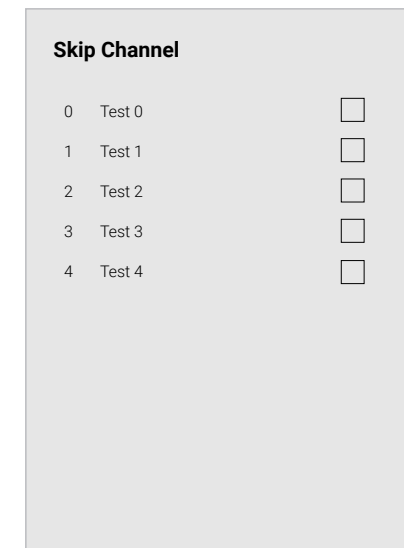 Skip Channel
0 Test 0
1 Test 1
2 Test 2
3 Test 3
4 Test 4